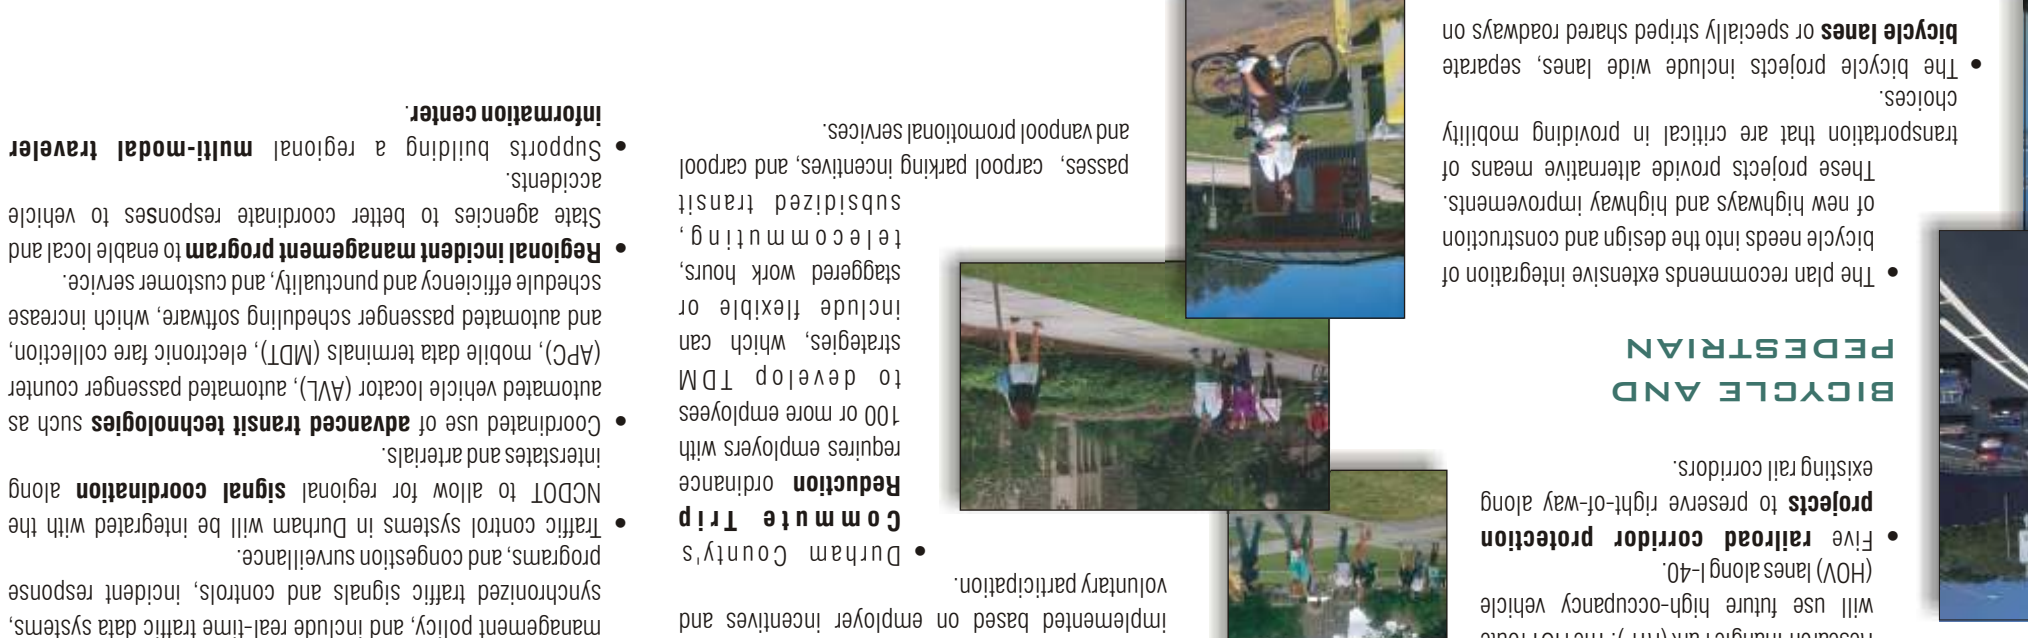 Research Triangle Park (RTP). The HOV route
will use future high-occupancy vehicle
(HOV) lanes along I-40.
• Five railroad corridor protection
projects to preserve right-of-way along
existing rail corridors.
BICYCLE AND
PEDESTRIAN
• The plan recommends extensive integration of
bicycle needs into the design and construction
of new highways and highway improvements.
These projects provide alternative means of
transportation that are critical in providing mobility
choices.
• The bicycle projects include wide lanes, separate
bicycle lanes or specially striped shared roadways on
implemented based on employer incentives and
voluntary participation.
• Durham County's
Commute Trip
Reduction ordinance
requires employers with
100 or more employees
to develop TDM
strategies, which can
include flexible or
staggered work hours,
telecommuting,
subsidized transit
passes, carpool parking incentives, and carpool
and vanpool promotional services.
management policy, and include real-time traffic data systems,
synchronized traffic signals and controls, incident response
programs, and congestion surveillance.
• Traffic control systems in Durham will be integrated with the
NCDOT to allow for regional signal coordination along
interstates and arterials.
• Coordinated use of advanced transit technologies such as
automated vehicle locator (AVL), automated passenger counter
(APC), mobile data terminals (MDT), electronic fare collection,
and automated passenger scheduling software, which increase
schedule efficiency and punctuality, and customer service.
• Regional incident management program to enable local and
State agencies to better coordinate responses to vehicle
accidents.
• Supports building a regional multi-modal traveler
information center.